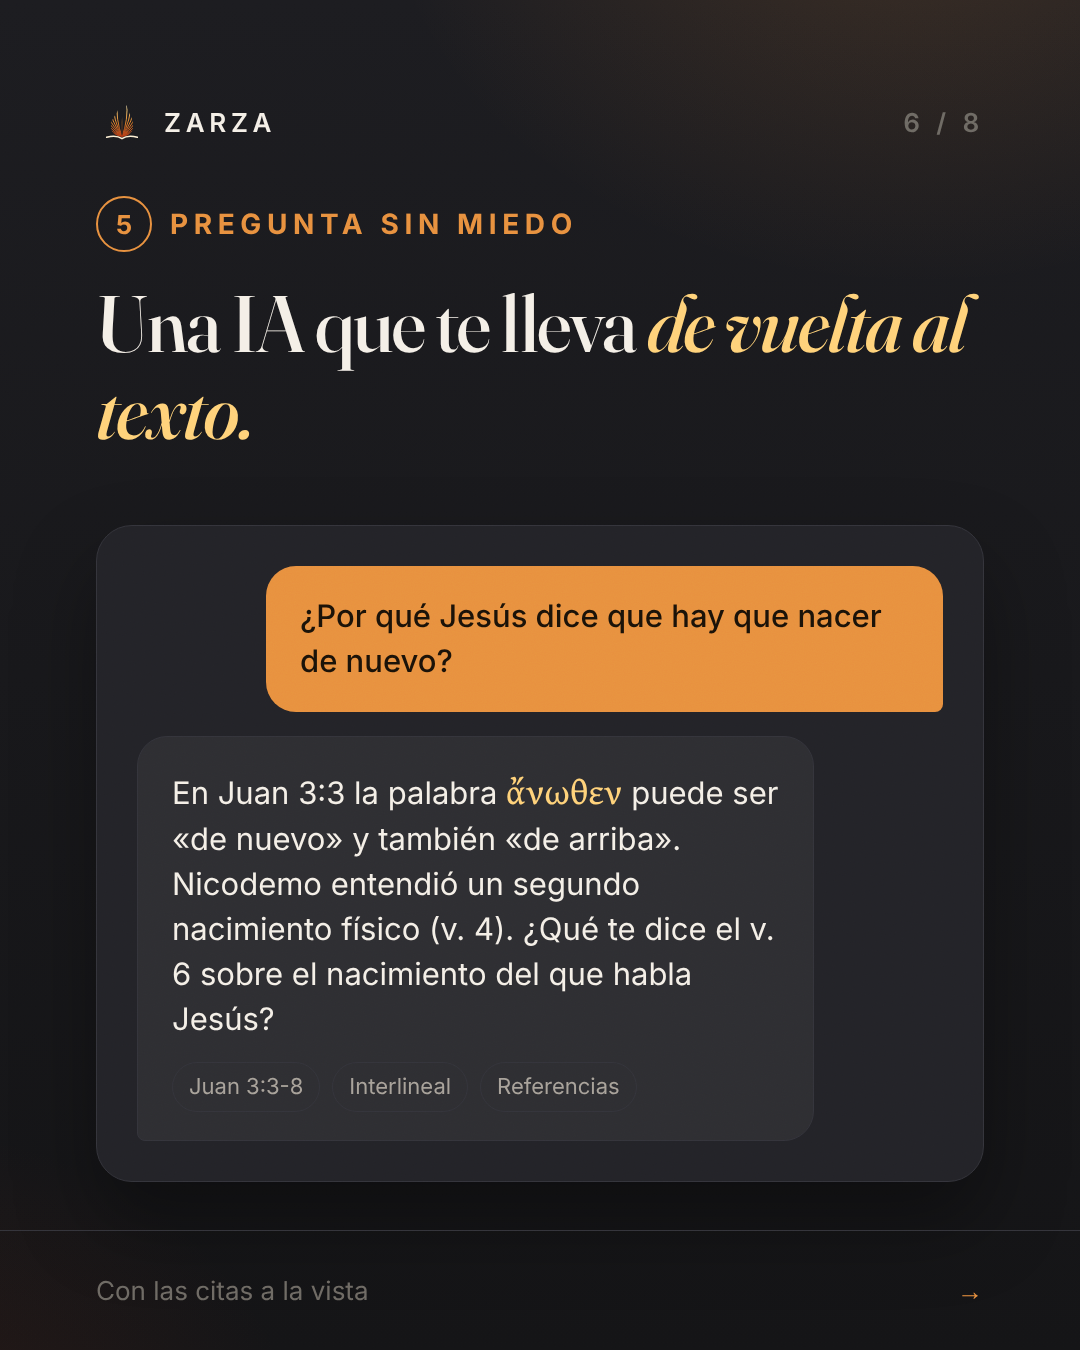 ZARZA
6 / 8
5 PREGUNTA SIN MIEDO
Una IA que te lleva de vuelta al
texto.
¿Por qué Jesús dice que hay que nacer
de nuevo?
En Juan 3:3 la palabra ἄνωθεν puede ser
«de nuevo» y también «de arriba».
Nicodemo entendió un segundo
nacimiento físico (v. 4). ¿Qué te dice el v.
6 sobre el nacimiento del que habla
Jesús?
Juan 3:3-8 Interlineal Referencias
Con las citas a la vista →